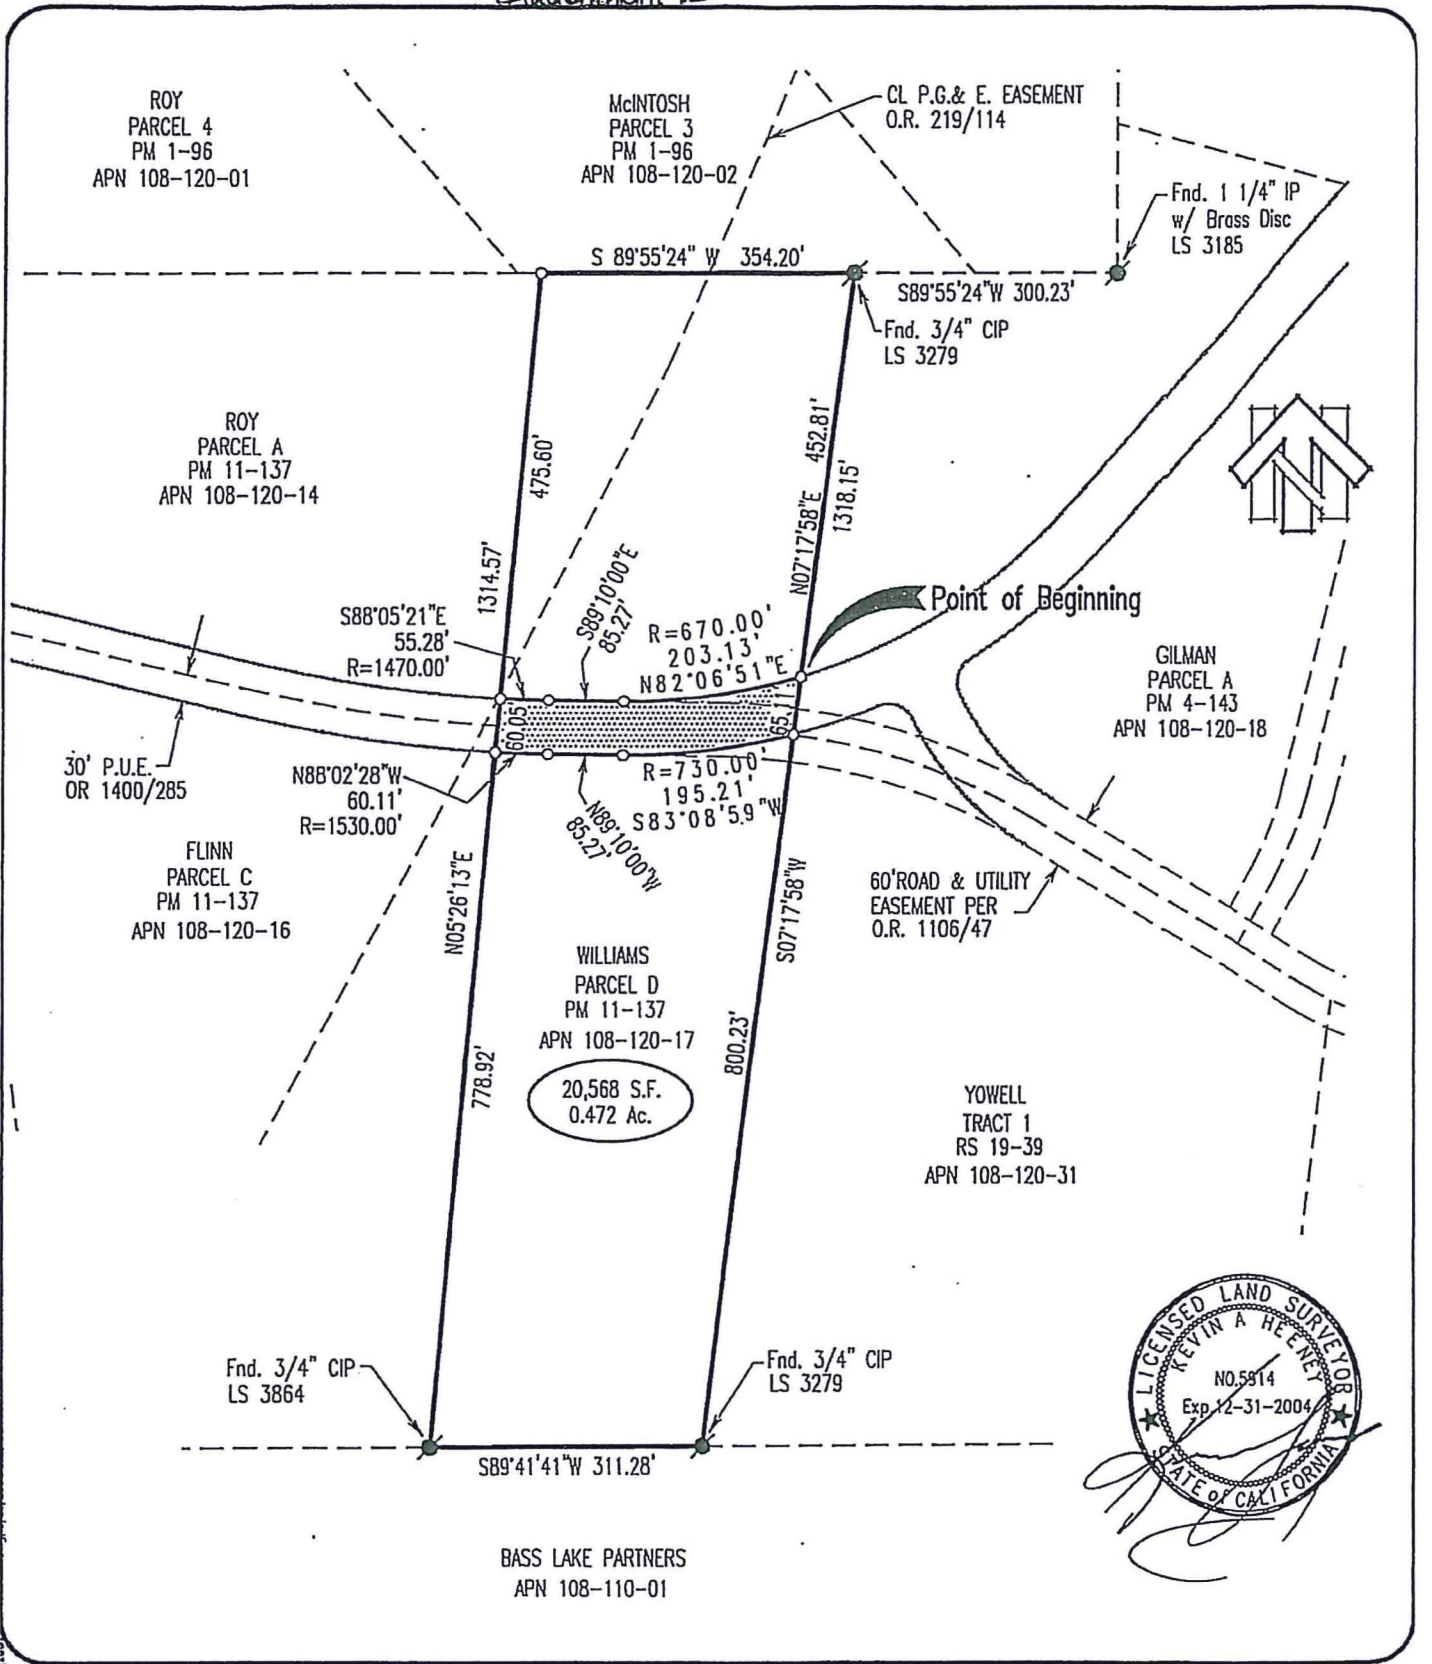 ROY
PARCEL 4
PM 1-96
APN 108-120-01
McINTOSH
PARCEL 3
PM 1-96
APN 108-120-02
CL P.G.& E. EASEMENT
O.R. 219/114
Fnd. 1 1/4" IP
w/ Brass Disc
LS 3185
S 89°55'24" W 354.20'
S89°55'24"W 300.23'
Fnd. 3/4" CIP
LS 3279
ROY
PARCEL A
PM 11-137
APN 108-120-14
475.60'
1314.57'
452.81'
N07°17'58"E
1318.15'
Point of Beginning
S88°05'21"E
55.28'
R=1470.00'
S89°10'00"E
85.27'
R=670.00'
203.13'
N82°06'51"E
GILMAN
PARCEL A
PM 4-143
APN 108-120-18
60.05'
65.11'
30' P.U.E.
OR 1400/285
N88°02'28"W
60.11'
R=1530.00'
N89°10'00"W
85.27'
R=730.00'
195.21'
S83°08'59"W
FLINN
PARCEL C
PM 11-137
APN 108-120-16
N05°26'13"E
S07°17'58"W
60'ROAD & UTILITY
EASEMENT PER
O.R. 1106/47
WILLIAMS
PARCEL D
PM 11-137
APN 108-120-17
20,568 S.F.
0.472 Ac.
778.92'
800.23'
YOWELL
TRACT 1
RS 19-39
APN 108-120-31
Fnd. 3/4" CIP
LS 3864
Fnd. 3/4" CIP
LS 3279
S89°41'41"W 311.28'
LICENSED LAND SURVEYOR
KEVIN A HEENEY
NO.5914
Exp.12-31-2004
STATE of CALIFORNIA
BASS LAKE PARTNERS
APN 108-110-01